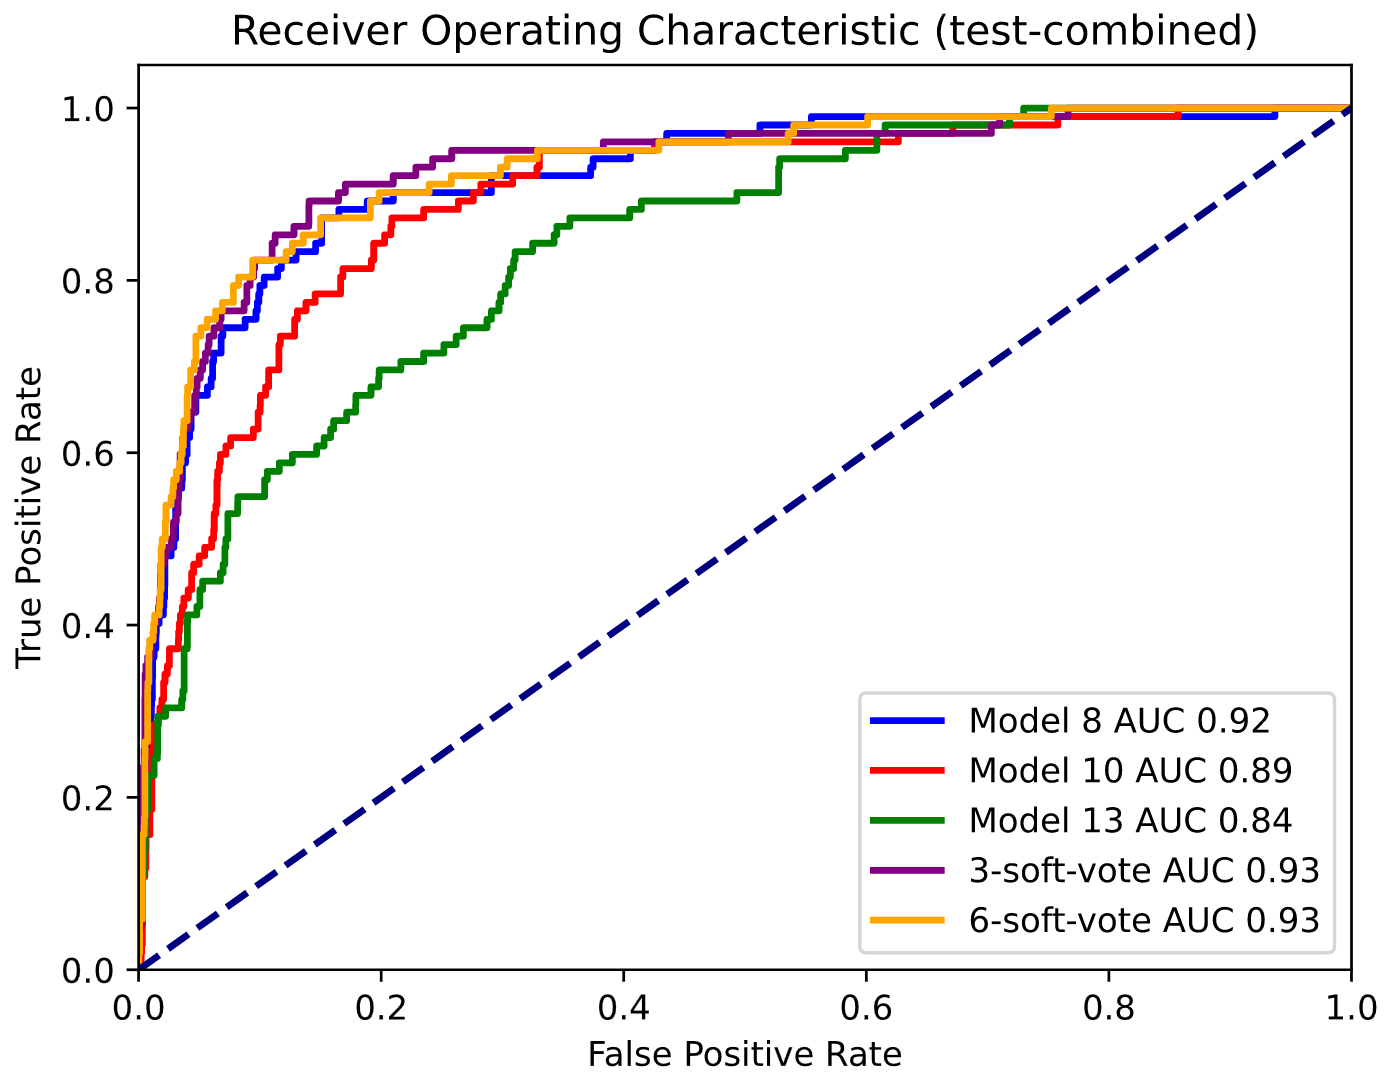 Receiver Operating Characteristic (test-combined)
1.0
0.8
0.6
0.4
0.2
0.0
True Positive Rate
Model 8 AUC 0.92
Model 10 AUC 0.89
Model 13 AUC 0.84
3-soft-vote AUC 0.93
6-soft-vote AUC 0.93
0.0 0.2 0.4 0.6 0.8 1.0
False Positive Rate